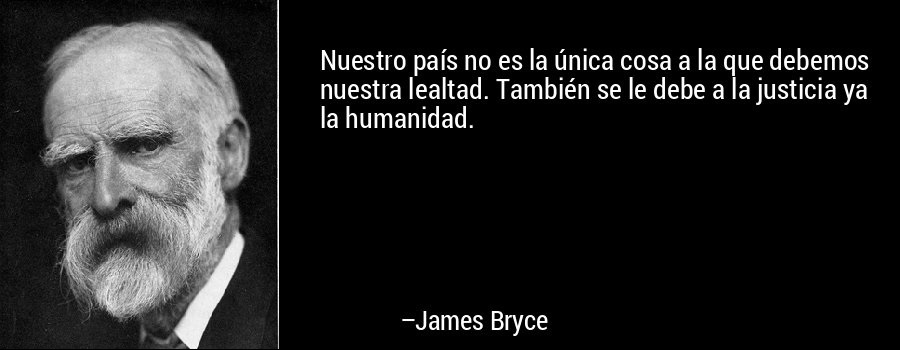 Nuestro país no es la única cosa a la que debemos
nuestra lealtad. También se le debe a la justicia ya
la humanidad.
–James Bryce